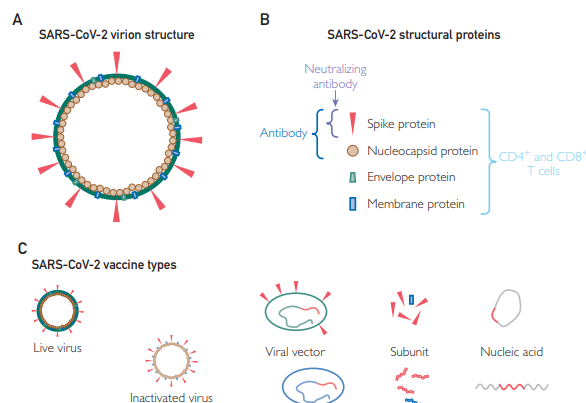 A
SARS-CoV-2 virion structure
B
SARS-CoV-2 structural proteins
Neutralizing
antibody
Antibody
Spike protein
Nucleocapsid protein
Envelope protein
Membrane protein
CD4+ and CD8+
T cells
C
SARS-CoV-2 vaccine types
Live virus
Inactivated virus
Viral vector
Subunit
Nucleic acid